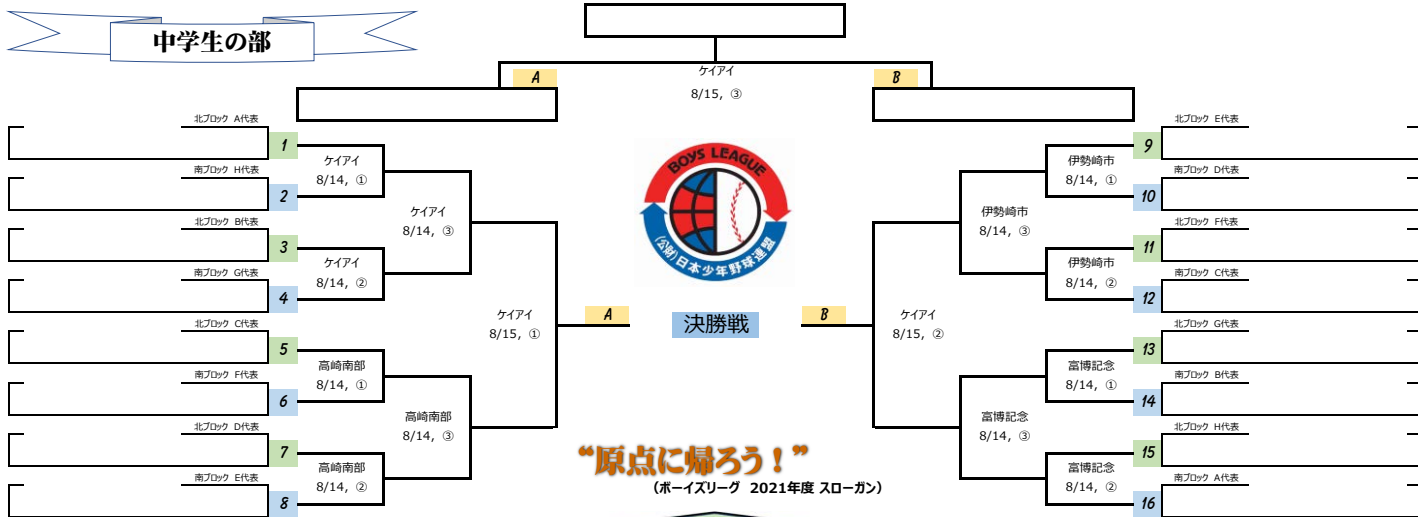 中学生の部
A
ケイアイ
8/15, ③
B
北ブロック A代表
1
ケイアイ
8/14, ①
南ブロック H代表
2
ケイアイ
8/14, ③
北ブロック B代表
3
ケイアイ
8/14, ②
南ブロック G代表
4
ケイアイ
8/15, ①
A
北ブロック C代表
5
高崎南部
8/14, ①
南ブロック F代表
6
高崎南部
8/14, ③
北ブロック D代表
7
高崎南部
8/14, ②
南ブロック E代表
8
BOYS LEAGUE
(公財)日本少年野球連盟
決勝戦
“原点に帰ろう！”
（ボーイズリーグ 2021年度 スローガン）
北ブロック E代表
9
伊勢崎市
8/14, ①
南ブロック D代表
10
伊勢崎市
8/14, ③
北ブロック F代表
11
伊勢崎市
8/14, ②
南ブロック C代表
12
B
ケイアイ
8/15, ②
北ブロック G代表
13
富博記念
8/14, ①
南ブロック B代表
14
富博記念
8/14, ③
北ブロック H代表
15
富博記念
8/14, ②
南ブロック A代表
16